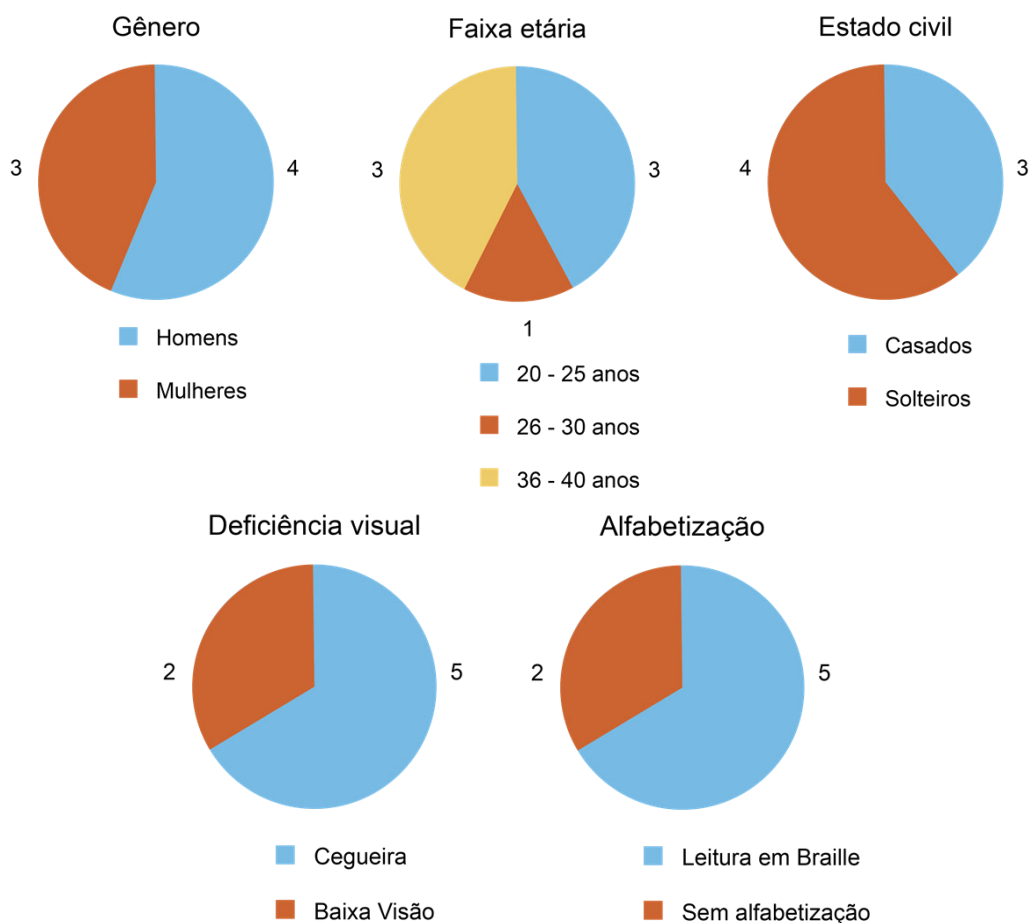 Gênero
3
4
Homens
Mulheres
Faixa etária
3
3
1
20 - 25 anos
26 - 30 anos
36 - 40 anos
Estado civil
4
3
Casados
Solteiros
Deficiência visual
2
5
Cegueira
Baixa Visão
Alfabetização
2
5
Leitura em Braille
Sem alfabetização